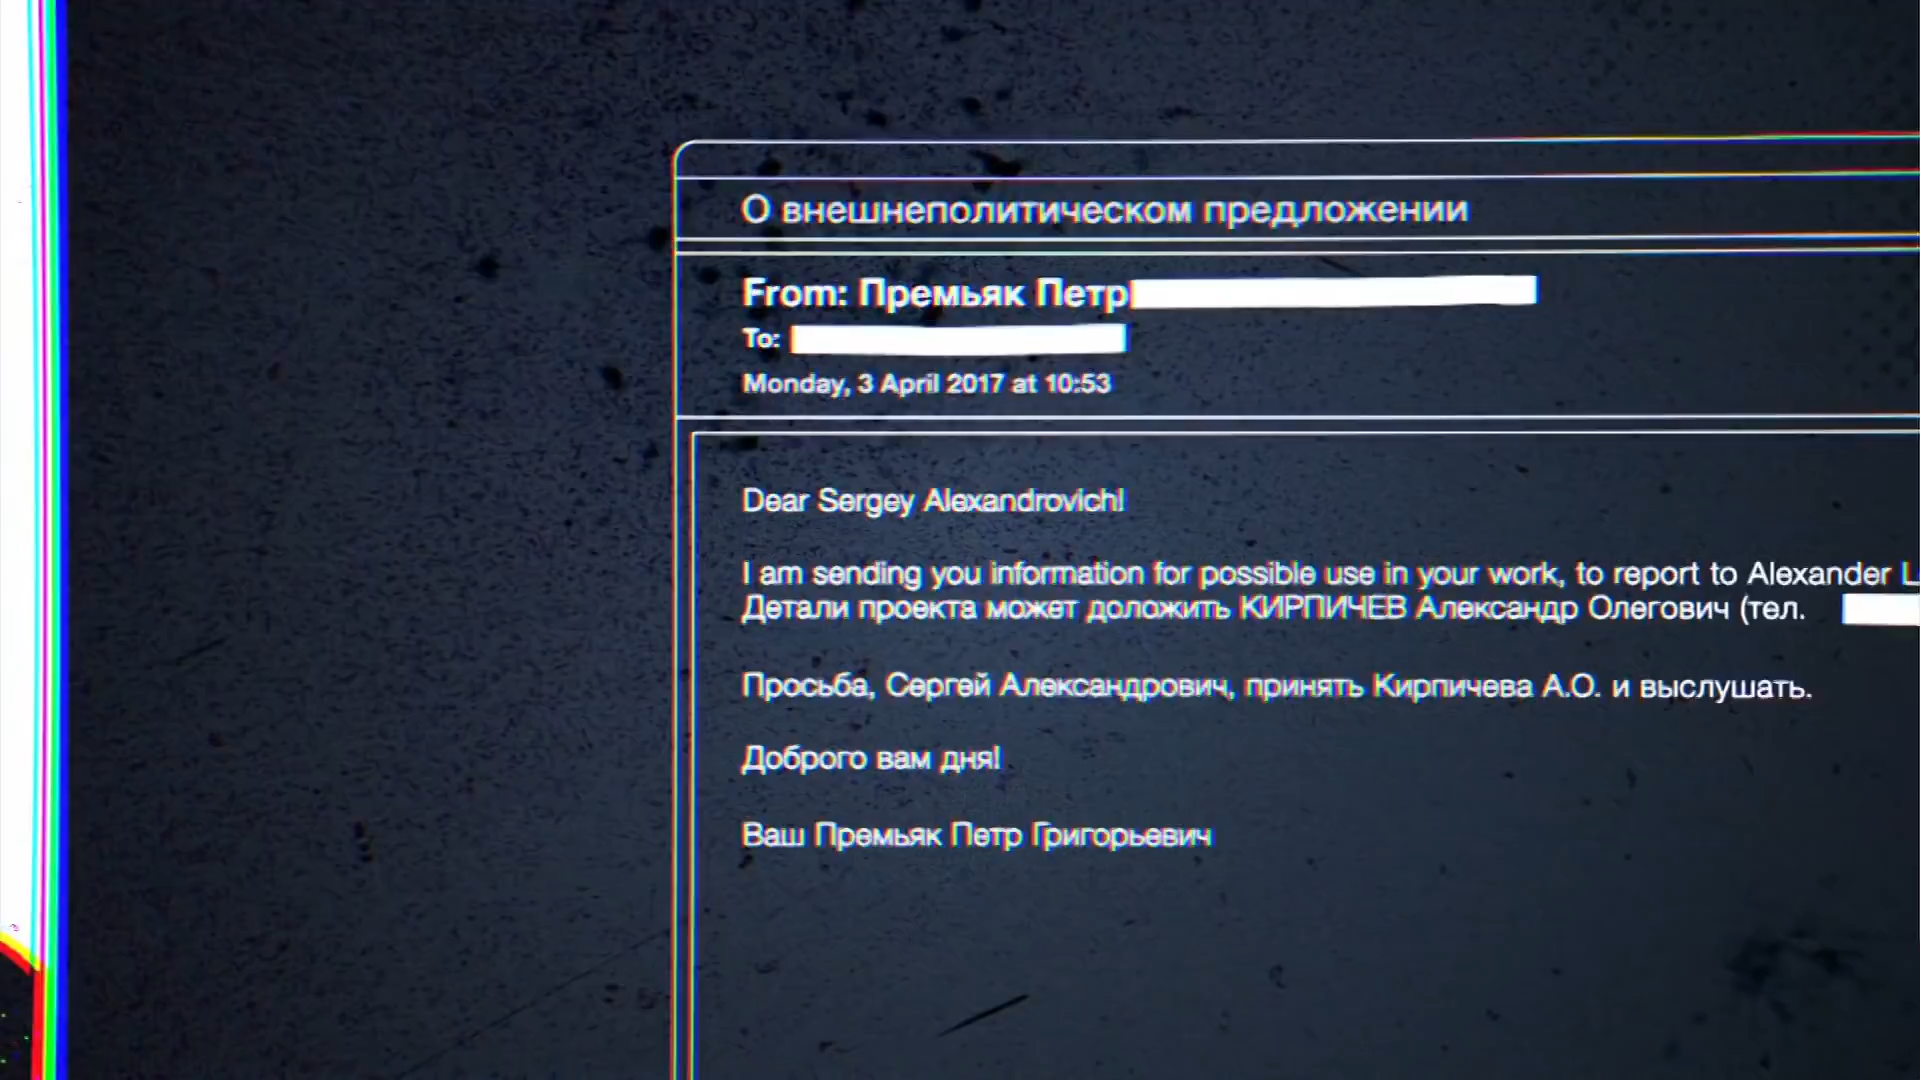 О внешнеполитическом предложении
From: Премьяк Петр
To:
Monday, 3 April 2017 at 10:53
Dear Sergey Alexandrovich!
I am sending you information for possible use in your work, to report to Alexander
Детали проекта может доложить КИРПИЧЕВ Александр Олегович (тел.
Просьба, Сергей Александрович, принять Кирпичева А.О. и выслушать.
Доброго вам дня!
Ваш Премьяк Петр Григорьевич